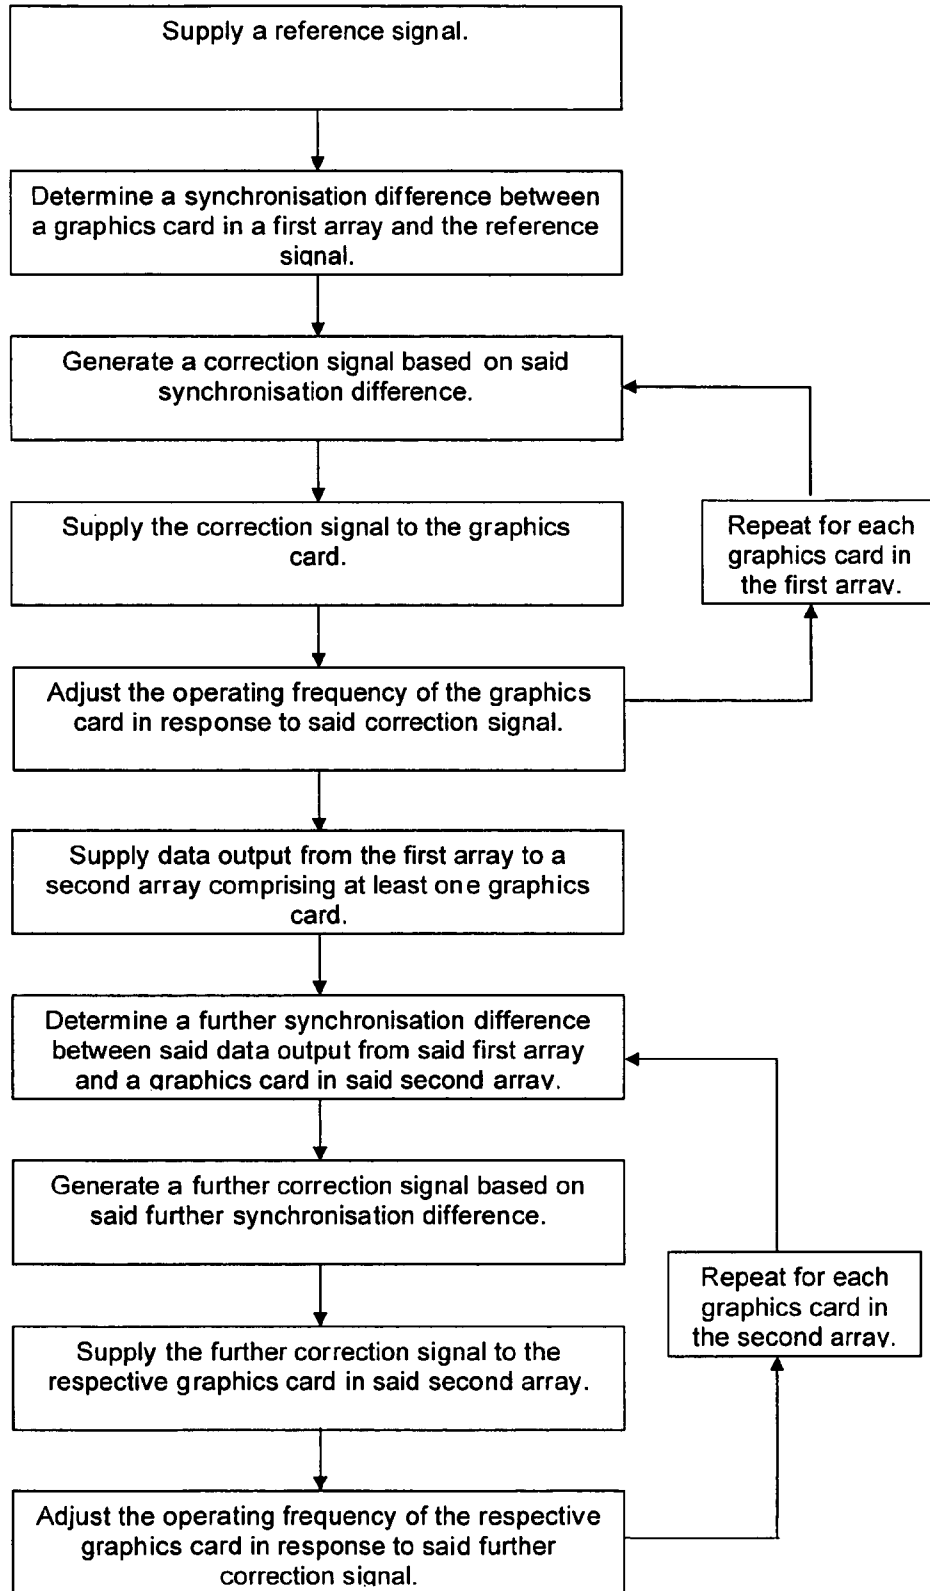 Supply a reference signal.
Determine a synchronisation difference between
a graphics card in a first array and the reference
signal.
Generate a correction signal based on said
synchronisation difference.
Supply the correction signal to the graphics
card.
Repeat for each
graphics card in
the first array.
Adjust the operating frequency of the graphics
card in response to said correction signal.
Supply data output from the first array to a
second array comprising at least one graphics
card.
Determine a further synchronisation difference
between said data output from said first array
and a graphics card in said second array.
Generate a further correction signal based on
said further synchronisation difference.
Repeat for each
graphics card in
the second array.
Supply the further correction signal to the
respective graphics card in said second array.
Adjust the operating frequency of the respective
graphics card in response to said further
correction signal.